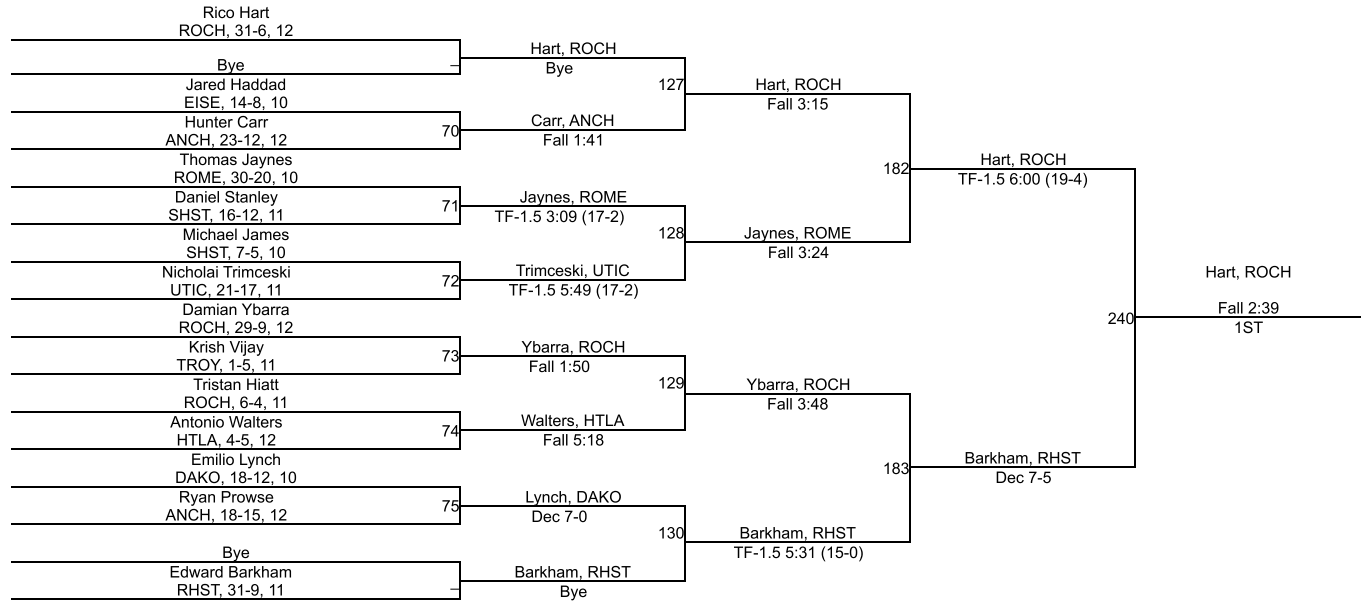 Rico Hart
ROCH, 31-6, 12
Bye
Jared Haddad
EISE, 14-8, 10
Hunter Carr
ANCH, 23-12, 12
Thomas Jaynes
ROME, 30-20, 10
Daniel Stanley
SHST, 16-12, 11
Michael James
SHST, 7-5, 10
Nicholai Trimceski
UTIC, 21-17, 11
Damian Ybarra
ROCH, 29-9, 12
Krish Vijay
TROY, 1-5, 11
Tristan Hiatt
ROCH, 6-4, 11
Antonio Walters
HTLA, 4-5, 12
Emilio Lynch
DAKO, 18-12, 10
Ryan Prowse
ANCH, 18-15, 12
Bye
Edward Barkham
RHST, 31-9, 11
–
70
71
72
73
74
75
–
Hart, ROCH
Bye
Carr, ANCH
Fall 1:41
Jaynes, ROME
TF-1.5 3:09 (17-2)
Trimceski, UTIC
TF-1.5 5:49 (17-2)
Ybarra, ROCH
Fall 1:50
Walters, HTLA
Fall 5:18
Lynch, DAKO
Dec 7-0
Barkham, RHST
Bye
127
128
129
130
Hart, ROCH
Fall 3:15
Jaynes, ROME
Fall 3:24
Ybarra, ROCH
Fall 3:48
Barkham, RHST
TF-1.5 5:31 (15-0)
182
183
Hart, ROCH
TF-1.5 6:00 (19-4)
Barkham, RHST
Dec 7-5
240
Hart, ROCH
Fall 2:39
1ST